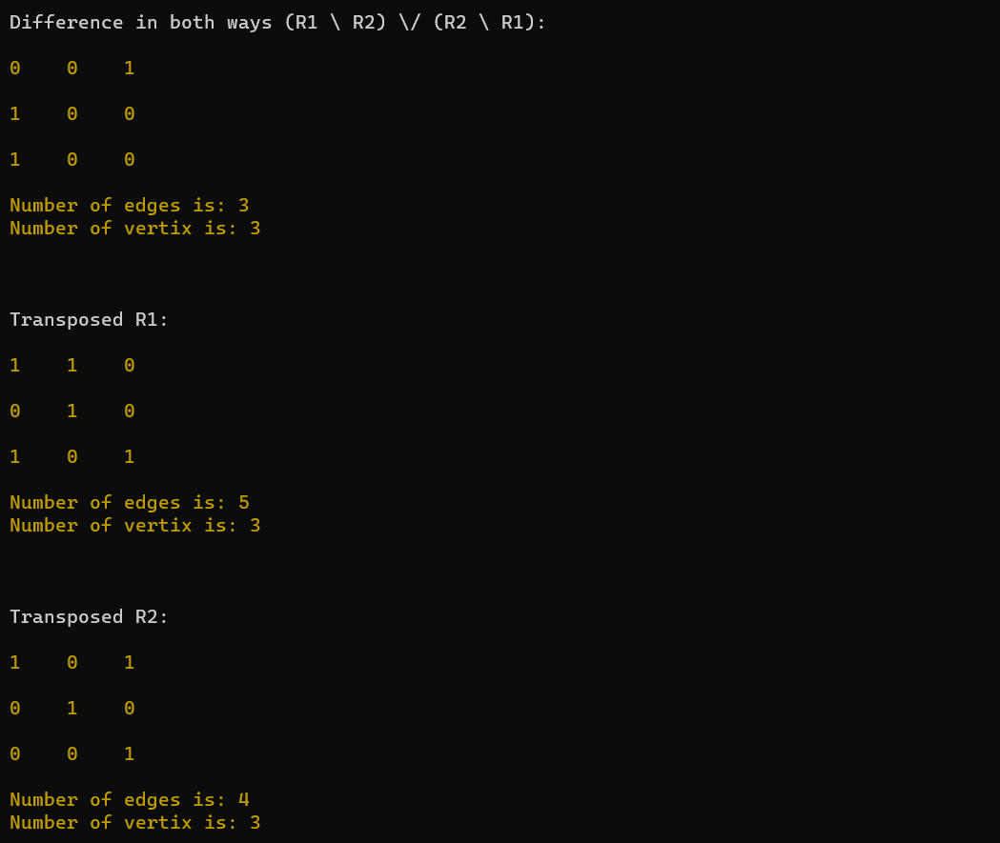 Difference in both ways (R1 \ R2) \/ (R2 \ R1):
0 0 1
1 0 0
1 0 0
Number of edges is: 3
Number of vertix is: 3
Transposed R1:
1 1 0
0 1 0
1 0 1
Number of edges is: 5
Number of vertix is: 3
Transposed R2:
1 0 1
0 1 0
0 0 1
Number of edges is: 4
Number of vertix is: 3